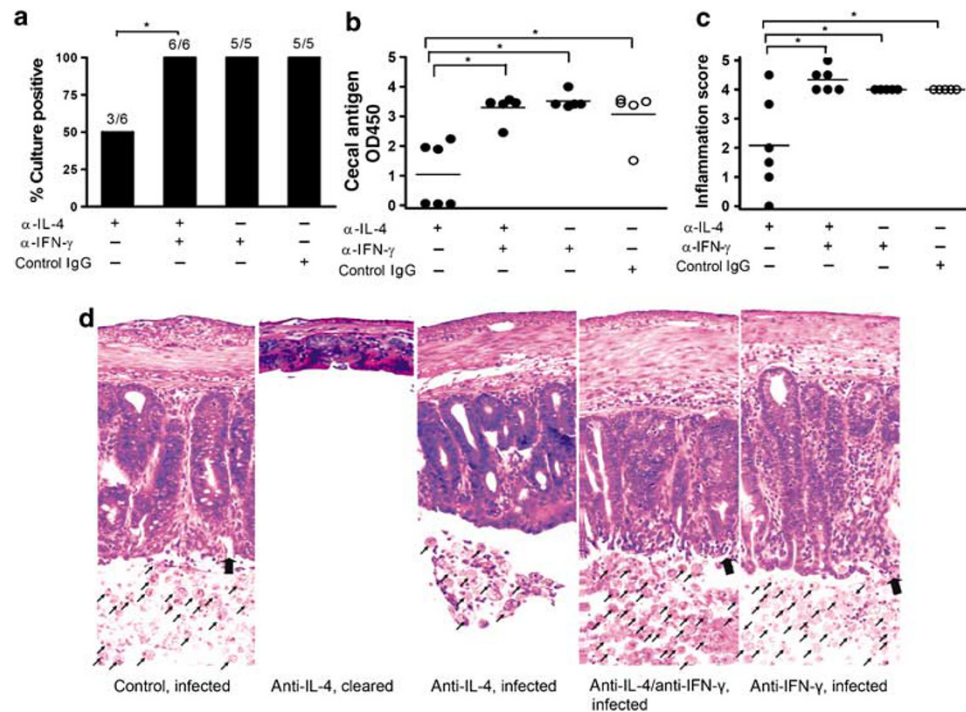 a
*
6/6 5/5 5/5
3/6
% Culture positive
100
75
50
25
0
α-IL-4 + + − −
α-IFN-γ − + + −
Control IgG − − − +
b
*
*
*
Cecal antigen
OD450
5
4
3
2
1
0
α-IL-4 + + − −
α-IFN-γ − + + −
Control IgG − − − +
c
*
*
*
Inflammation score
5
4
3
2
1
0
α-IL-4 + + − −
α-IFN-γ − + + −
Control IgG − − − +
d
Control, infected
Anti-IL-4, cleared
Anti-IL-4, infected
Anti-IL-4/anti-IFN-γ,
infected
Anti-IFN-γ, infected